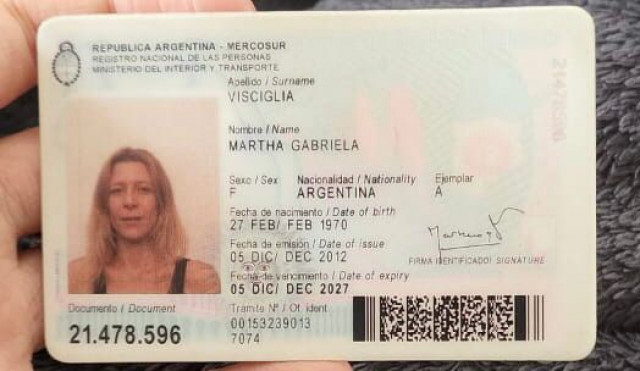 REPUBLICA ARGENTINA - MERCOSUR
REGISTRO NACIONAL DE LAS PERSONAS
MINISTERIO DEL INTERIOR Y TRANSPORTE
Apellido / Surname
VISCIGLIA
Nombre / Name
MARTHA GABRIELA
Sexo / Sex Nacionalidad / Nationality Ejemplar
F ARGENTINA A
Fecha de nacimiento / Date of birth
27 FEB/ FEB 1970
Fecha de emisión / Date of issue
05 DIC/ DEC 2012
FIRMA IDENTIFICADO/ SIGNATURE
Fecha de vencimiento / Date of expiry
05 DIC/ DEC 2027
Documento / Document
21.478.596
Tramite Nº / Of. ident
00153239013
7074